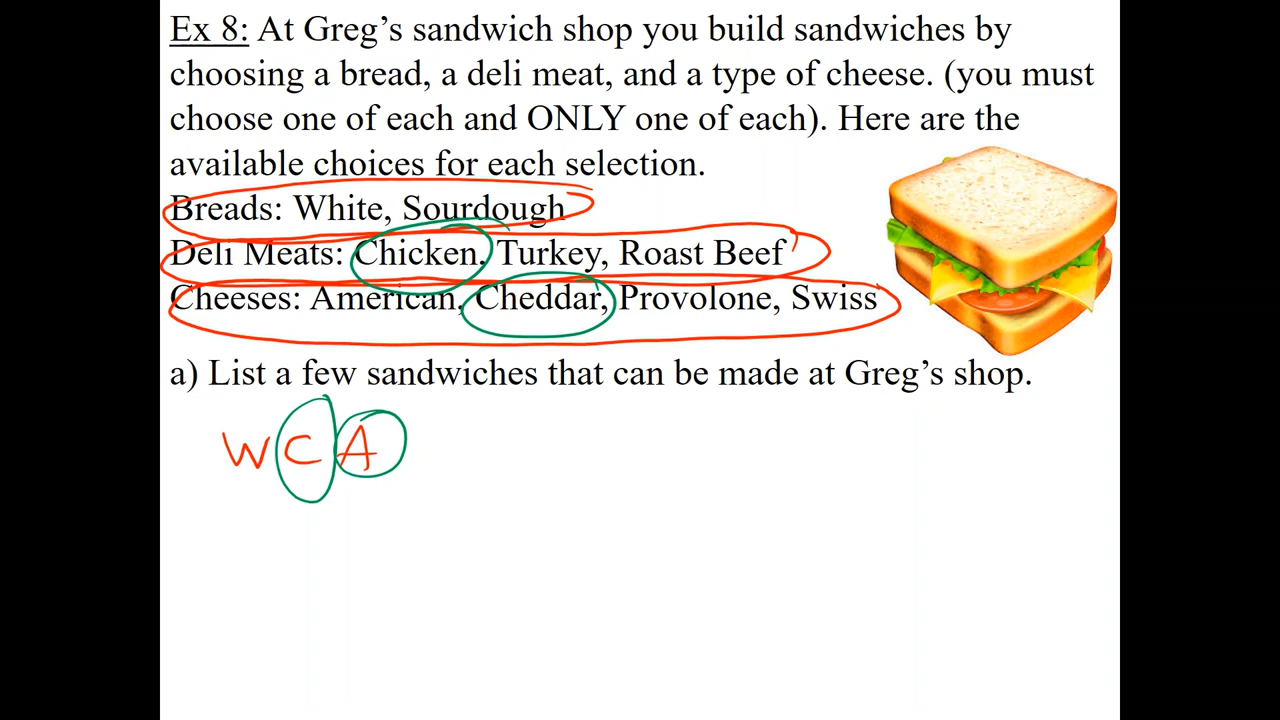 Ex 8: At Greg's sandwich shop you build sandwiches by
choosing a bread, a deli meat, and a type of cheese. (you must
choose one of each and ONLY one of each). Here are the
available choices for each selection.
Breads: White, Sourdough
Deli Meats: Chicken, Turkey, Roast Beef
Cheeses: American, Cheddar, Provolone, Swiss
a) List a few sandwiches that can be made at Greg's shop.
W C A